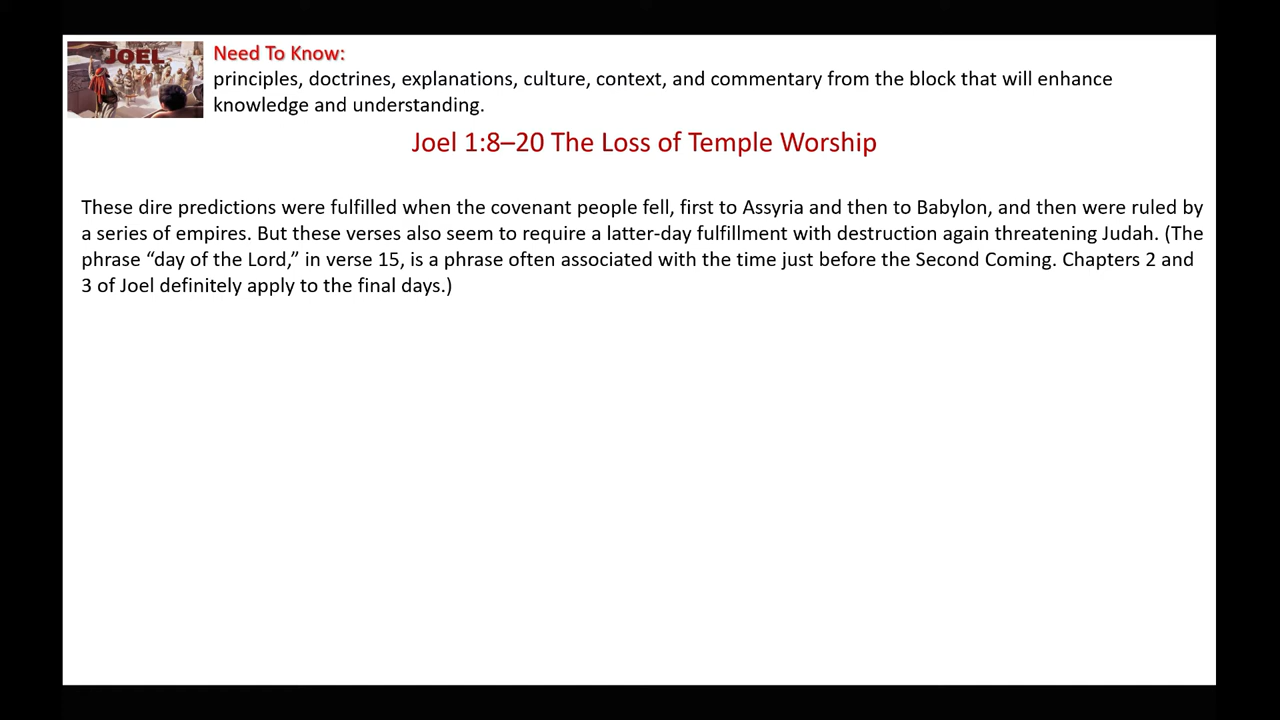 JOEL
Need To Know:
principles, doctrines, explanations, culture, context, and commentary from the block that will enhance
knowledge and understanding.
Joel 1:8–20 The Loss of Temple Worship
These dire predictions were fulfilled when the covenant people fell, first to Assyria and then to Babylon, and then were ruled by
a series of empires. But these verses also seem to require a latter-day fulfillment with destruction again threatening Judah. (The
phrase “day of the Lord,” in verse 15, is a phrase often associated with the time just before the Second Coming. Chapters 2 and
3 of Joel definitely apply to the final days.)